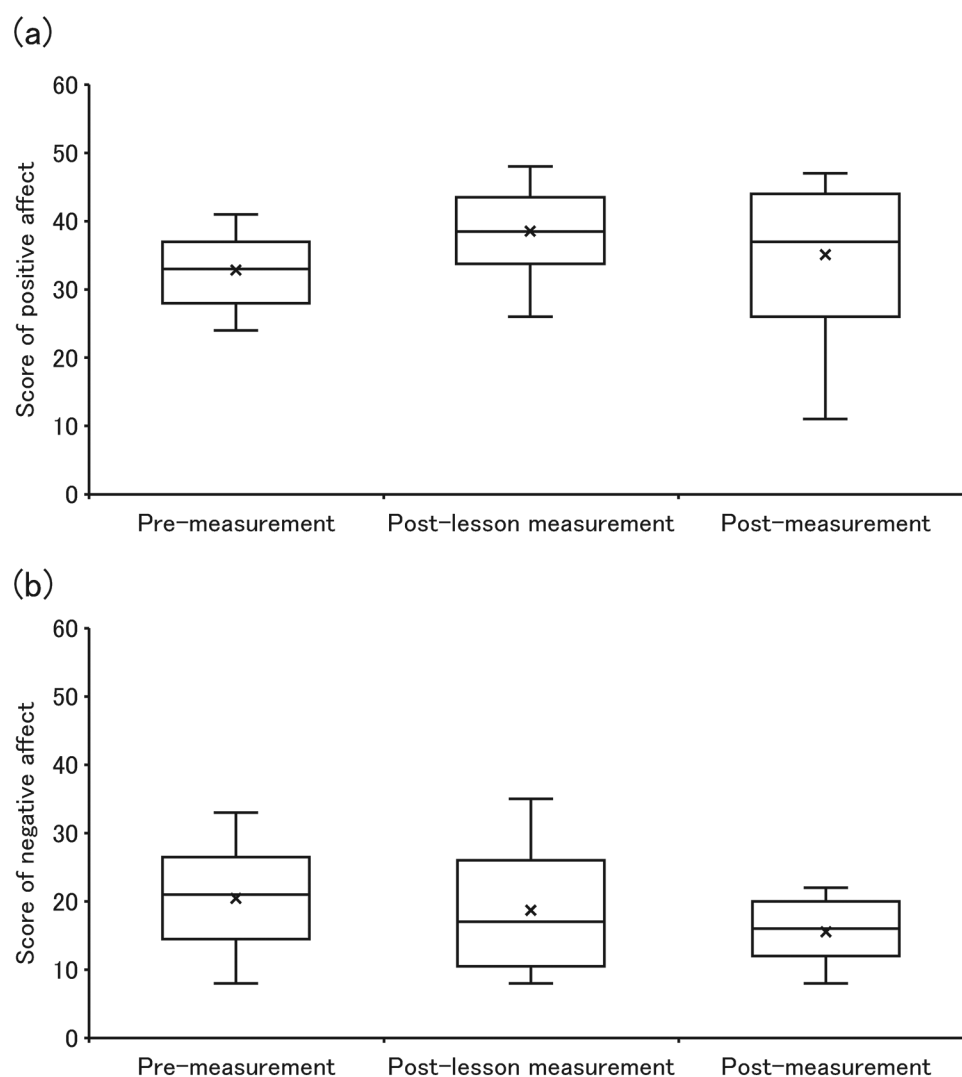 (a)
Score of positive affect
60
50
40
30
20
10
0
Pre-measurement Post-lesson measurement Post-measurement
(b)
Score of negative affect
60
50
40
30
20
10
0
Pre-measurement Post-lesson measurement Post-measurement